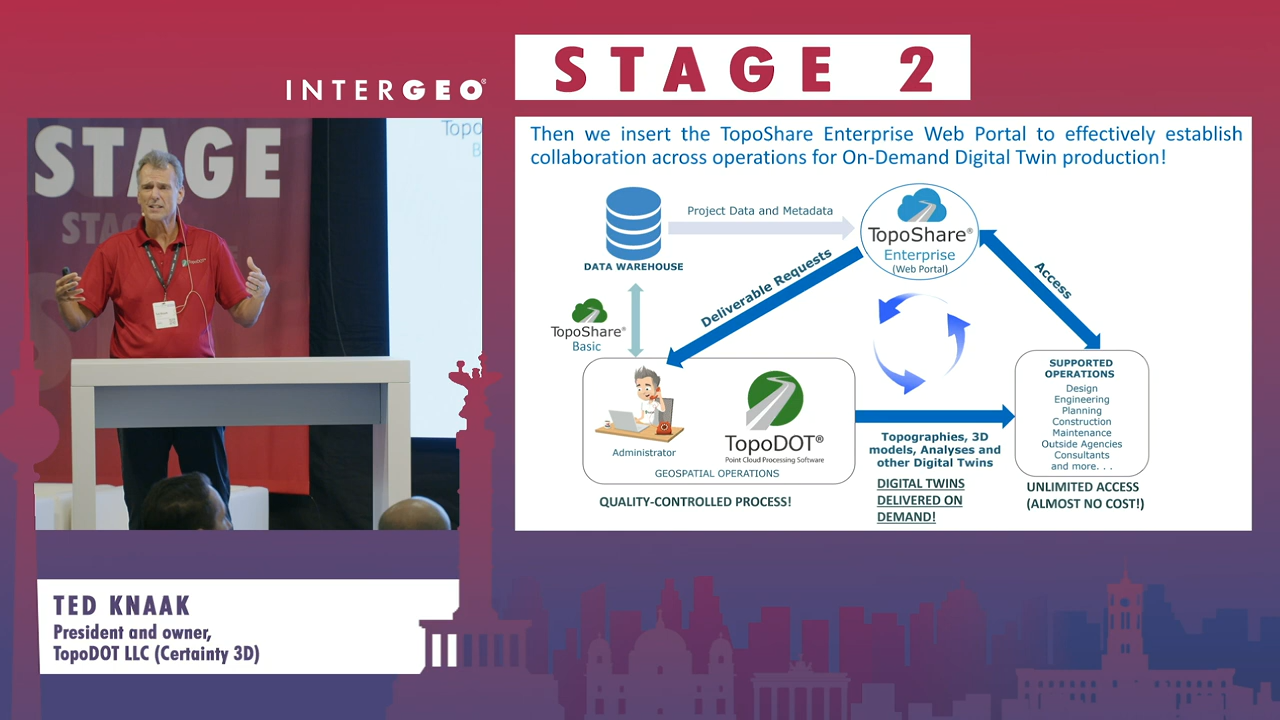 STAGE 2
INTERGEO®
STAGE
STA
Topo
B
Then we insert the TopoShare Enterprise Web Portal to effectively establish
collaboration across operations for On-Demand Digital Twin production!
DATA WAREHOUSE
Project Data and Metadata
TopoShare®
Enterprise
(Web Portal)
Deliverable Requests
Access
TopoShare®
Basic
Administrator
TopoDOT®
Point Cloud Processing Software
GEOSPATIAL OPERATIONS
QUALITY-CONTROLLED PROCESS!
Topographies, 3D
models, Analyses and
other Digital Twins
DIGITAL TWINS
DELIVERED ON
DEMAND!
SUPPORTED
OPERATIONS
Design
Engineering
Planning
Construction
Maintenance
Outside Agencies
Consultants
and more. . .
UNLIMITED ACCESS
(ALMOST NO COST!)
TED KNAAK
President and owner,
TopoDOT LLC (Certainty 3D)